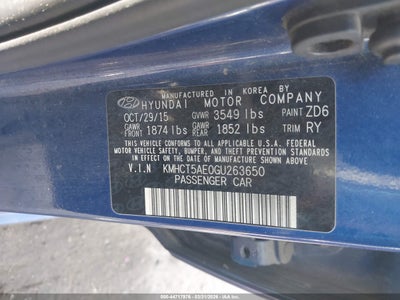 MANUFACTURED IN KOREA BY
HYUNDAI MOTOR COMPANY
OCT/29/15 GVWR 3549 lbs PAINT ZD6
GAWR FRONT 1874 lbs GAWR REAR 1852 lbs TRIM RY
THIS VEHICLE CONFORMS TO ALL APPLICABLE U.S. FEDERAL
MOTOR VEHICLE SAFETY, BUMPER, AND THEFT PREVENTION
STANDARDS IN EFFECT ON THE DATE OF MANUFACTURE SHOWN ABOVE.
V.I.N KMHCT5AE0GU263650
PASSENGER CAR